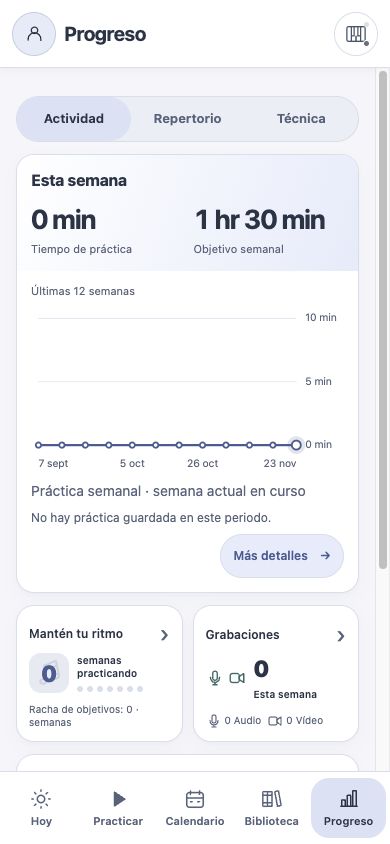 Progreso
Actividad
Repertorio
Técnica
Esta semana
0 min
1 hr 30 min
Tiempo de práctica
Objetivo semanal
Últimas 12 semanas
10 min
5 min
0 min
7 sept
5 oct
26 oct
23 nov
Práctica semanal · semana actual en curso
No hay práctica guardada en este periodo.
Más detalles
Mantén tu ritmo
0
semanas
practicando
Racha de objetivos: 0 ·
semanas
Grabaciones
0
Esta semana
0 Audio
0 Vídeo
Hoy
Practicar
Calendario
Biblioteca
Progreso